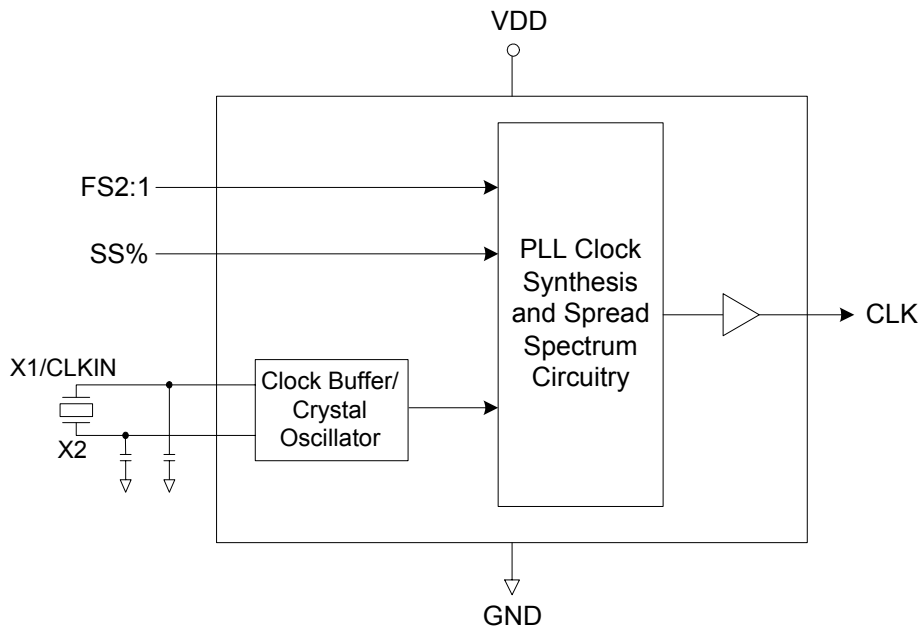 VDD
FS2:1
SS%
PLL Clock
Synthesis
and Spread
Spectrum
Circuitry
CLK
X1/CLKIN
X2
Clock Buffer/
Crystal
Oscillator
GND